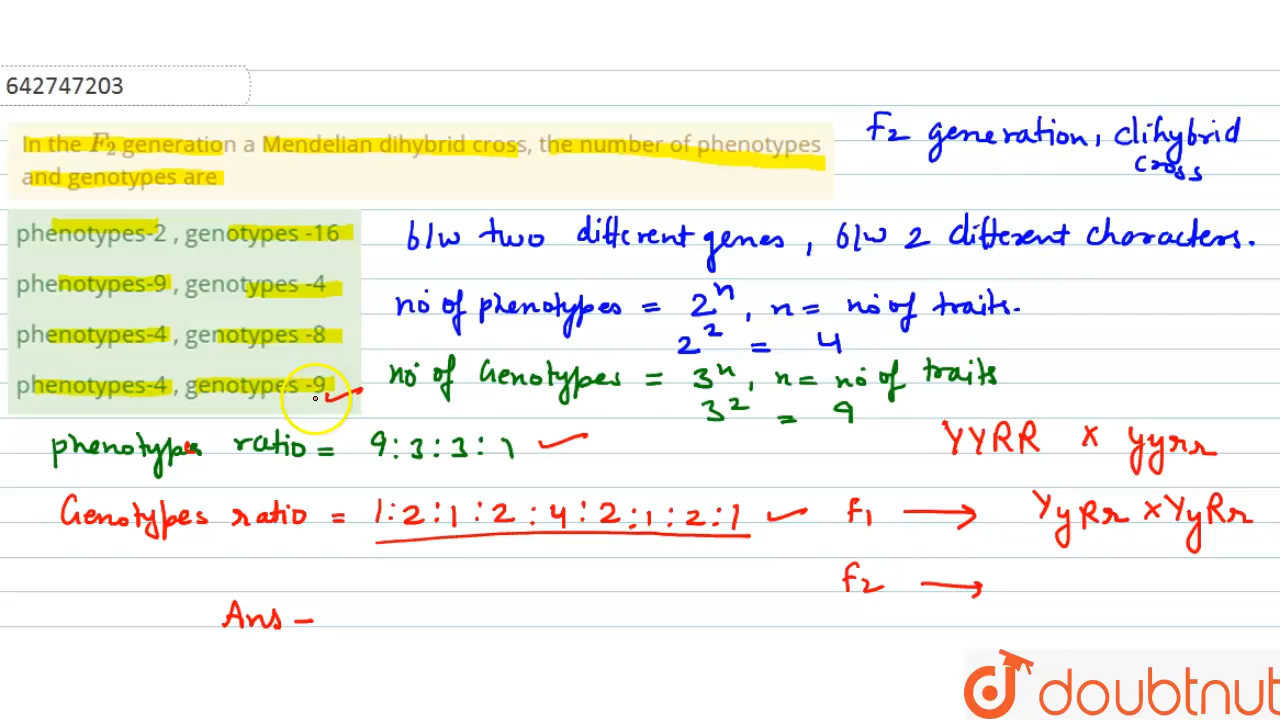 642747203
In the F2 generation a Mendelian dihybrid cross, the number of phenotypes
and genotypes are
F2 generation, dihybrid
cross
phenotypes-2 , genotypes -16
phenotypes-9 , genotypes -4
phenotypes-4 , genotypes -8
phenotypes-4 , genotypes -9
b/w two different genes, b/w 2 different characters.
no of phenotypes = 2^n, n = no of traits.
2^2 = 4
no of Genotypes = 3^n, n = no of traits
3^2 = 9
phenotypes ratio = 9:3:3:1
YYRR x yyrr
Genotypes ratio = 1:2:1:2:4:2:1:2:1
F1 → YyRr x YyRr
F2 →
Ans -
doubtnut